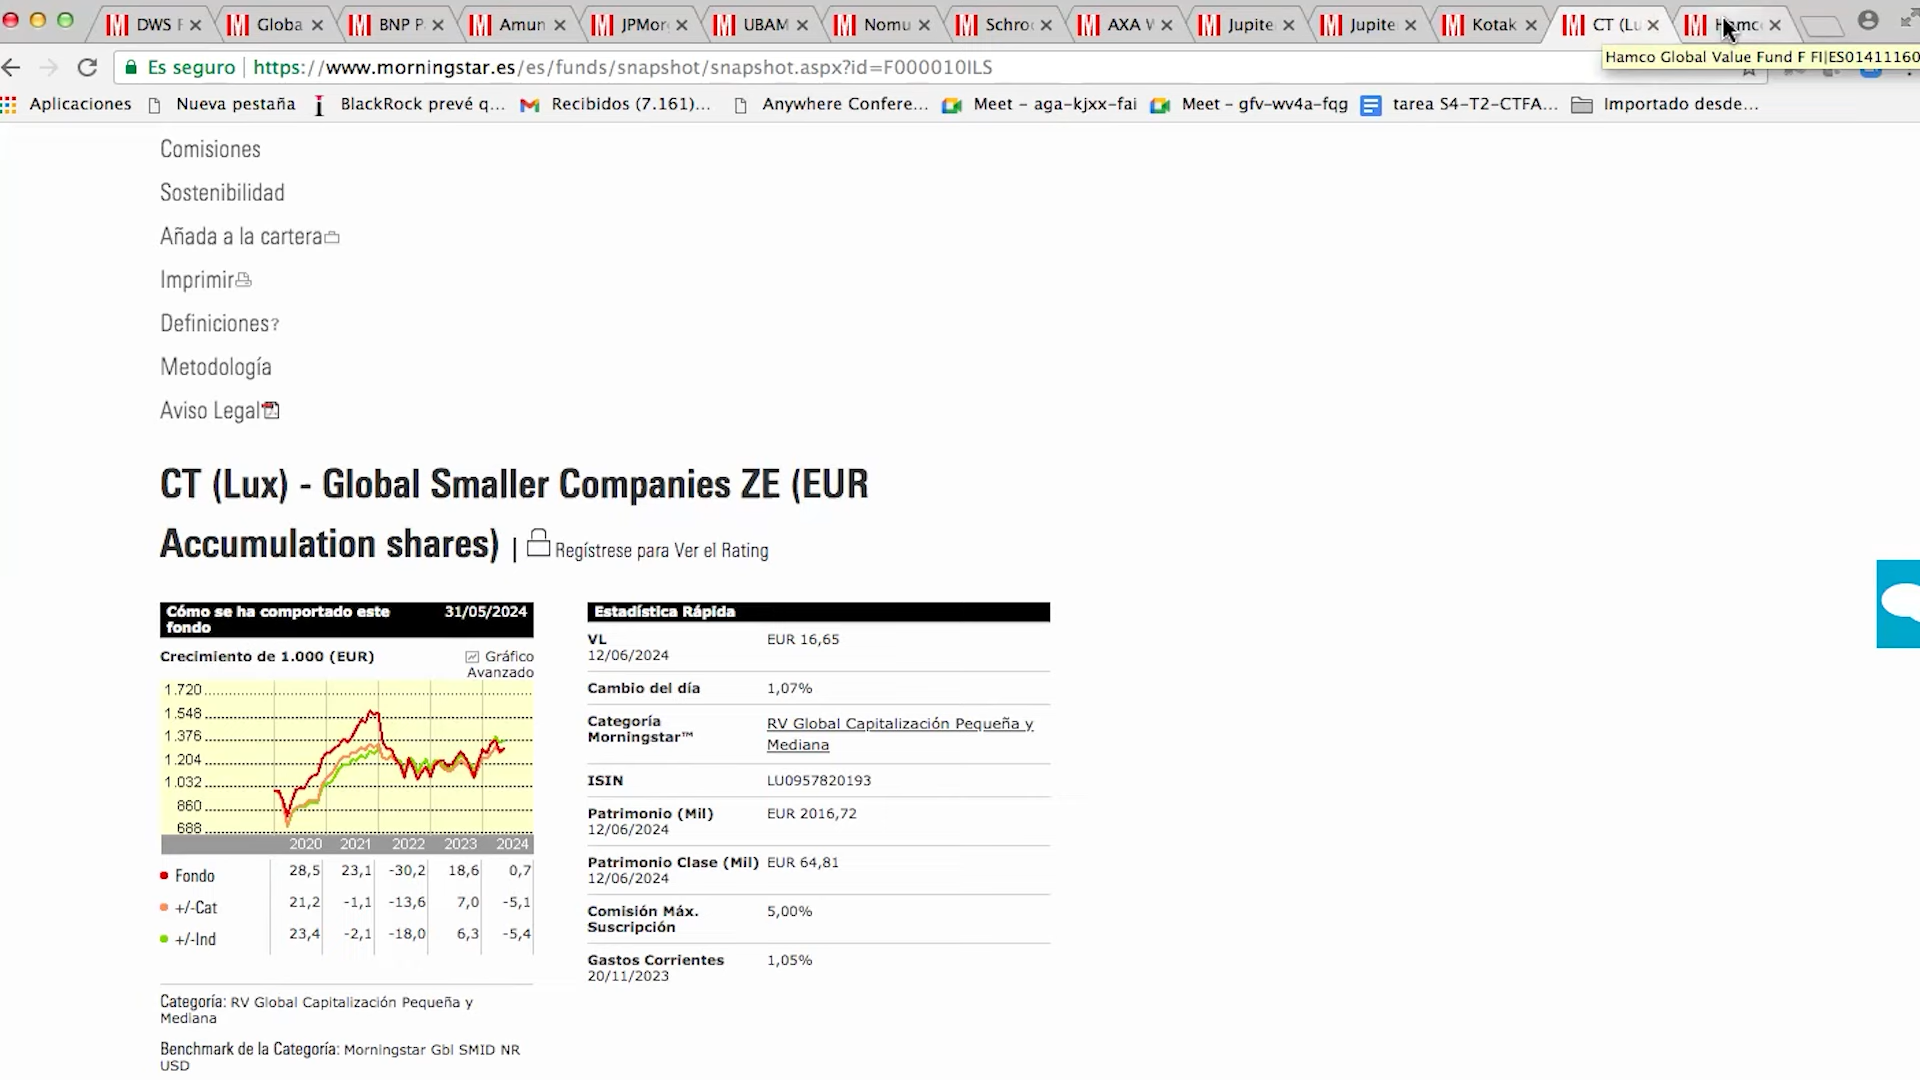 DWS F
Globa
BNP P
Amun
JPMor
UBAM
Nomu
Schro
AXA W
Jupite
Jupite
Kotak
CT (Lu
Hamco
Hamco Global Value Fund F FI|ES01411160
Es seguro | https://www.morningstar.es/es/funds/snapshot/snapshot.aspx?id=F000010ILS
Aplicaciones Nueva pestaña BlackRock prevé q... Recibidos (7.161)... Anywhere Confere... Meet – aga-kjxx-fai Meet – gfv-wv4a-fqg tarea S4-T2-CTFA... Importado desde...
Comisiones
Sostenibilidad
Añada a la cartera
Imprimir
Definiciones?
Metodología
Aviso Legal
CT (Lux) - Global Smaller Companies ZE (EUR
Accumulation shares) | Regístrese para Ver el Rating
Cómo se ha comportado este fondo 31/05/2024
Crecimiento de 1.000 (EUR) Gráfico Avanzado
1.720
1.548
1.376
1.204
1.032
860
688
2020 2021 2022 2023 2024
Fondo 28,5 23,1 -30,2 18,6 0,7
+/-Cat 21,2 -1,1 -13,6 7,0 -5,1
+/-Ind 23,4 -2,1 -18,0 6,3 -5,4
Categoría: RV Global Capitalización Pequeña y
Mediana
Benchmark de la Categoría: Morningstar Gbl SMID NR
USD
Estadística Rápida
VL EUR 16,65
12/06/2024
Cambio del día 1,07%
Categoría Morningstar™ RV Global Capitalización Pequeña y Mediana
ISIN LU0957820193
Patrimonio (Mil) EUR 2016,72
12/06/2024
Patrimonio Clase (Mil) EUR 64,81
12/06/2024
Comisión Máx. Suscripción 5,00%
Gastos Corrientes 1,05%
20/11/2023